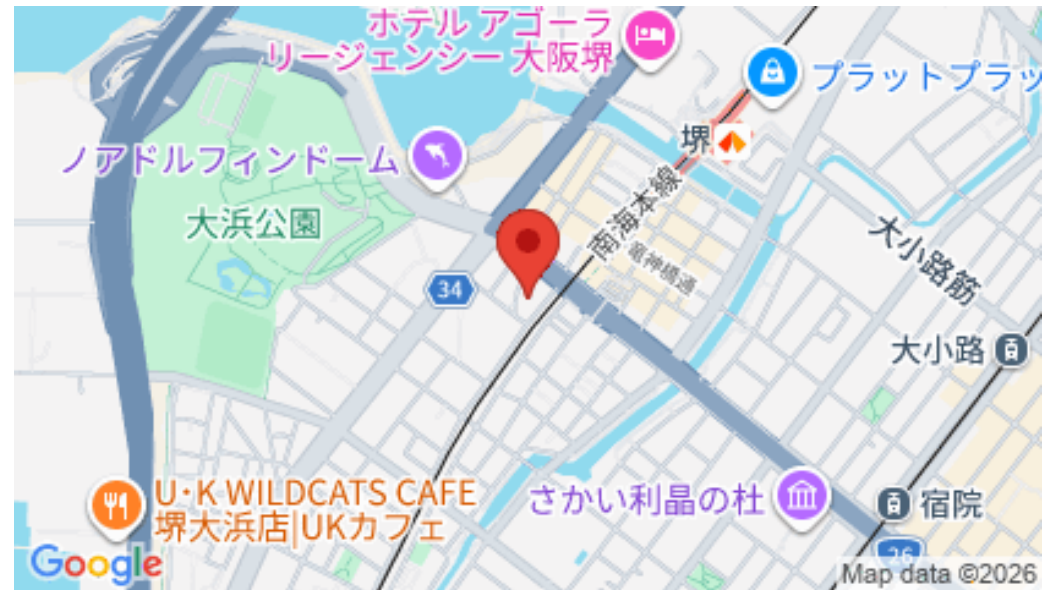 ホテル アゴーラ
リージェンシー 大阪堺
プラットプラッ
堺
ノアドルフィンドーム
南海本線
大浜公園
竜神橋通
大小路筋
34
大小路
U・K WILDCATS CAFE
堺大浜店|UKカフェ
さかい利晶の杜
宿院
26
Google
Map data ©2026